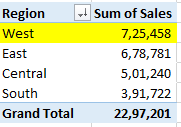 Region Sum of Sales
West 7,25,458
East 6,78,781
Central 5,01,240
South 3,91,722
Grand Total 22,97,201